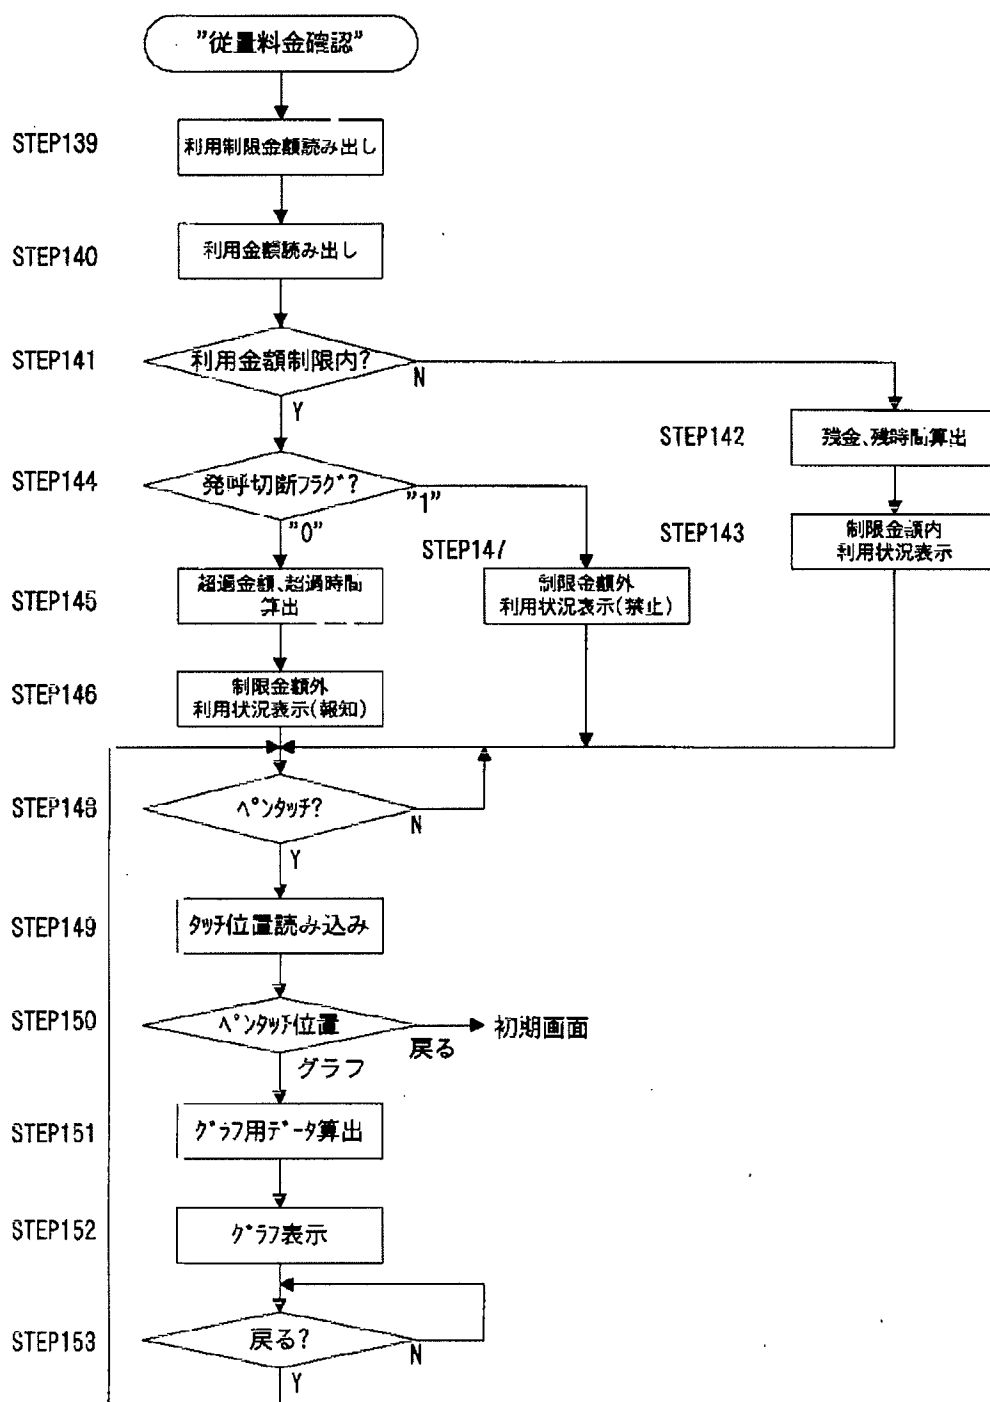 "従量料金確認"
STEP139
利用制限金額読み出し
STEP140
利用金額読み出し
STEP141
利用金額制限内?
N
Y
STEP142
残金、残時間算出
STEP144
発呼切断フラグ?
"1"
"0"
STEP143
制限金額内
利用状況表示
STEP147
制限金額外
利用状況表示(禁止)
STEP145
超過金額、超過時間
算出
STEP146
制限金額外
利用状況表示(報知)
STEP148
ペンタッチ?
N
Y
STEP149
タッチ位置読み込み
STEP150
ペンタッチ位置
戻る
初期画面
グラフ
STEP151
グラフ用データ算出
STEP152
グラフ表示
STEP153
戻る?
N
Y